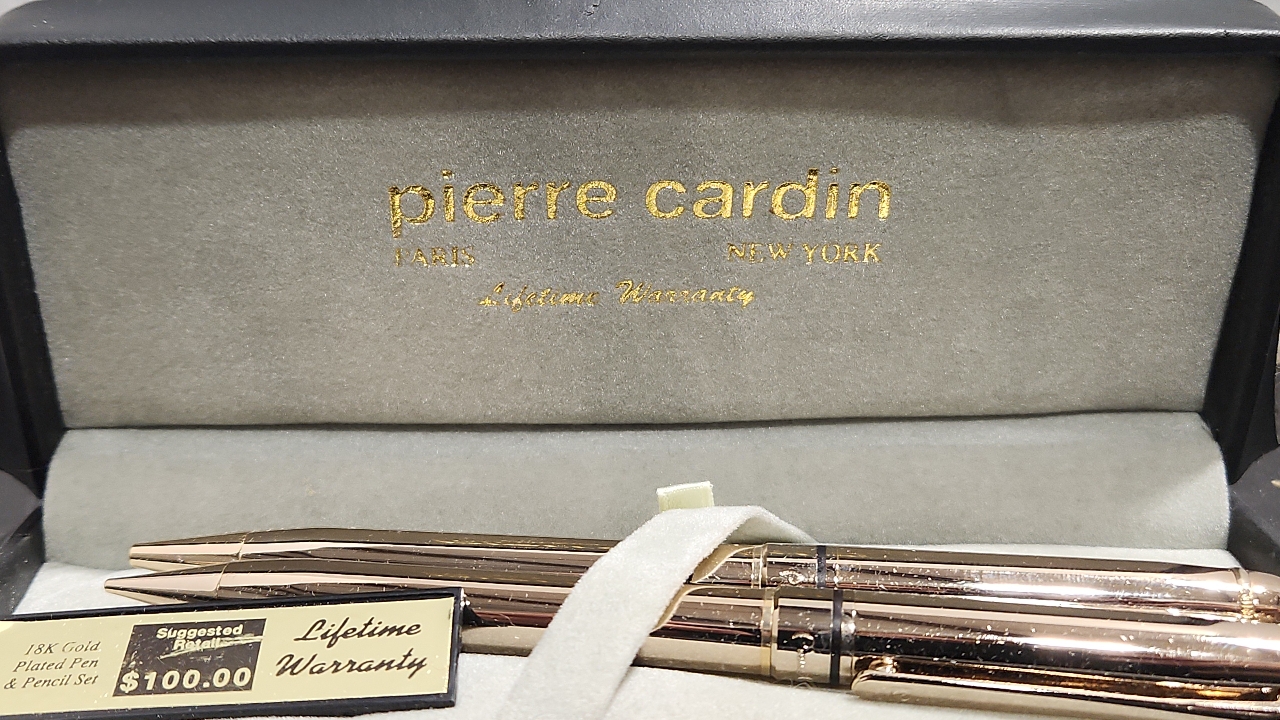 pierre cardin
PARIS NEW YORK
Lifetime Warranty
18K Gold
Plated Pen
& Pencil Set
Suggested
Retail
$100.00
Lifetime
Warranty